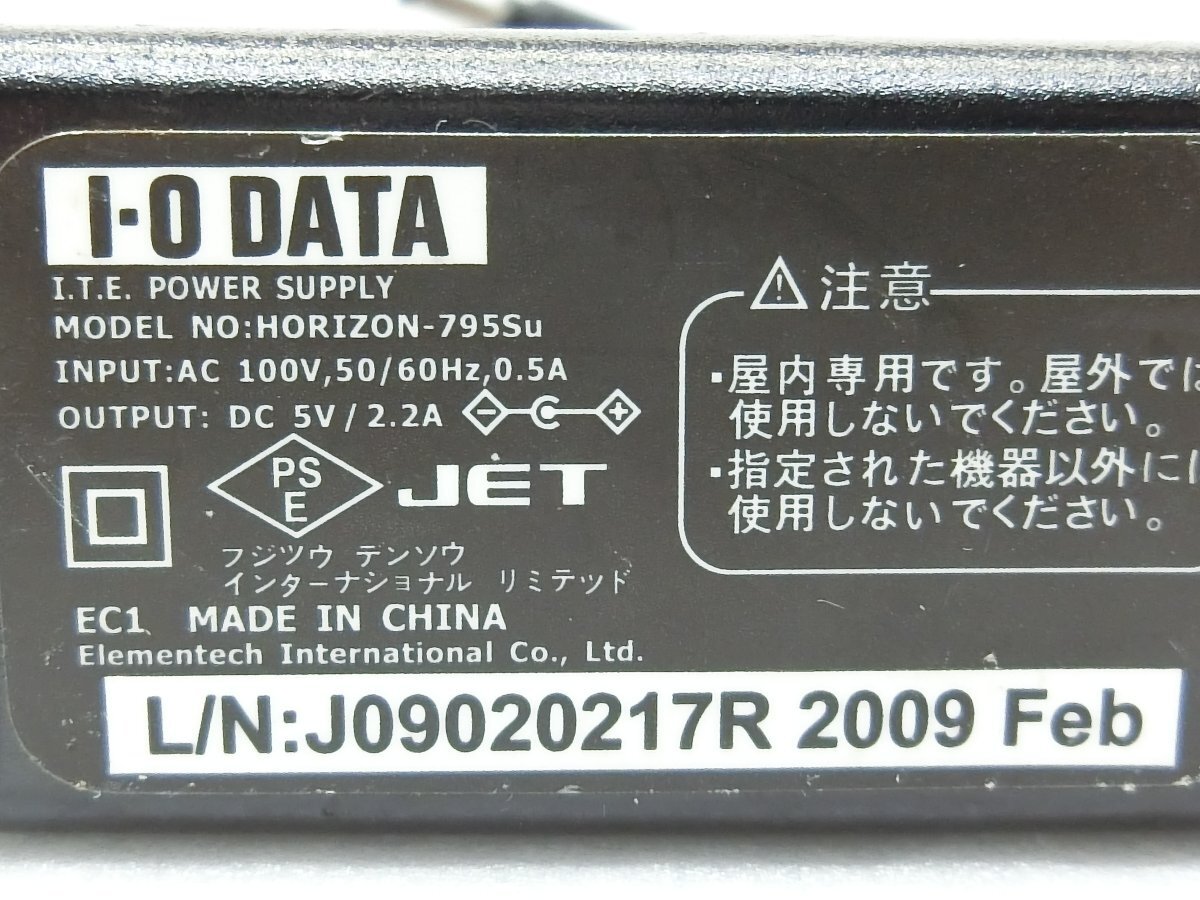 I-O DATA
I.T.E. POWER SUPPLY
MODEL NO:HORIZON-795Su
INPUT:AC 100V,50/60Hz,0.5A
OUTPUT: DC 5V/2.2A
PS
E
JET
フジツウ デンソウ
インターナショナル リミテッド
EC1 MADE IN CHINA
Elementech International Co., Ltd.
L/N:J09020217R 2009 Feb
注意
・屋内専用です。屋外では
使用しないでください。
・指定された機器以外には
使用しないでください。